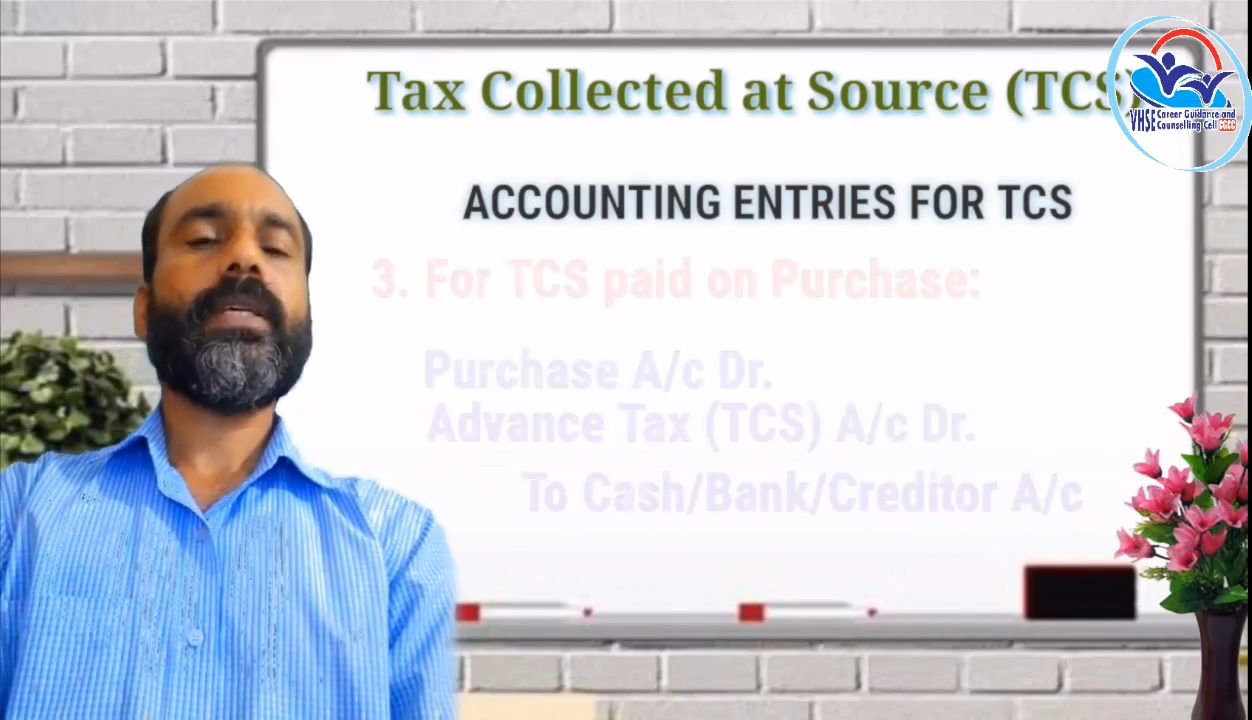 Tax Collected at Source (TCS)
VHSE Career Guidance and
Counselling Cell CGCC
ACCOUNTING ENTRIES FOR TCS
3. For TCS paid on Purchase:
Purchase A/c Dr.
Advance Tax (TCS) A/c Dr.
To Cash/Bank/Creditor A/c